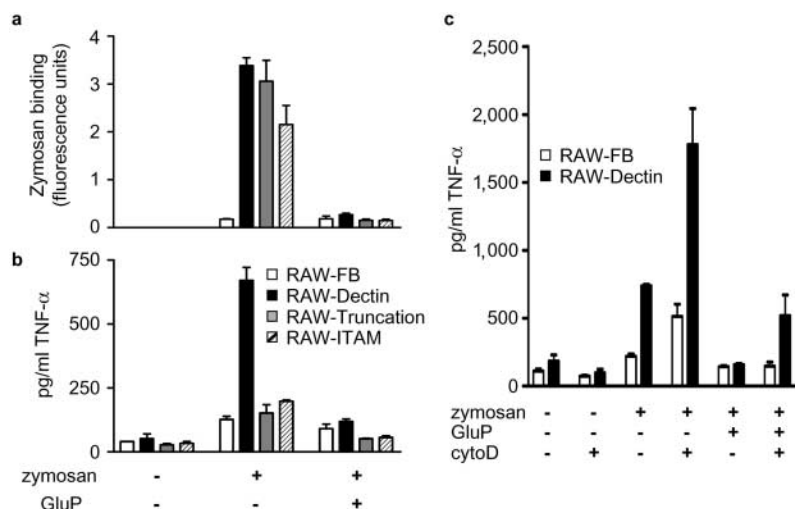 a
Zymosan binding
(fluorescence units)
4
3
2
1
0
b
pg/ml TNF-α
750
500
250
0
RAW-FB
RAW-Dectin
RAW-Truncation
RAW-ITAM
zymosan - + +
GluP - - +
c
pg/ml TNF-α
2,500
2,000
1,750
1,500
1,000
500
0
RAW-FB
RAW-Dectin
zymosan - - + + + +
GluP - - - - + +
cytoD - + - + - +